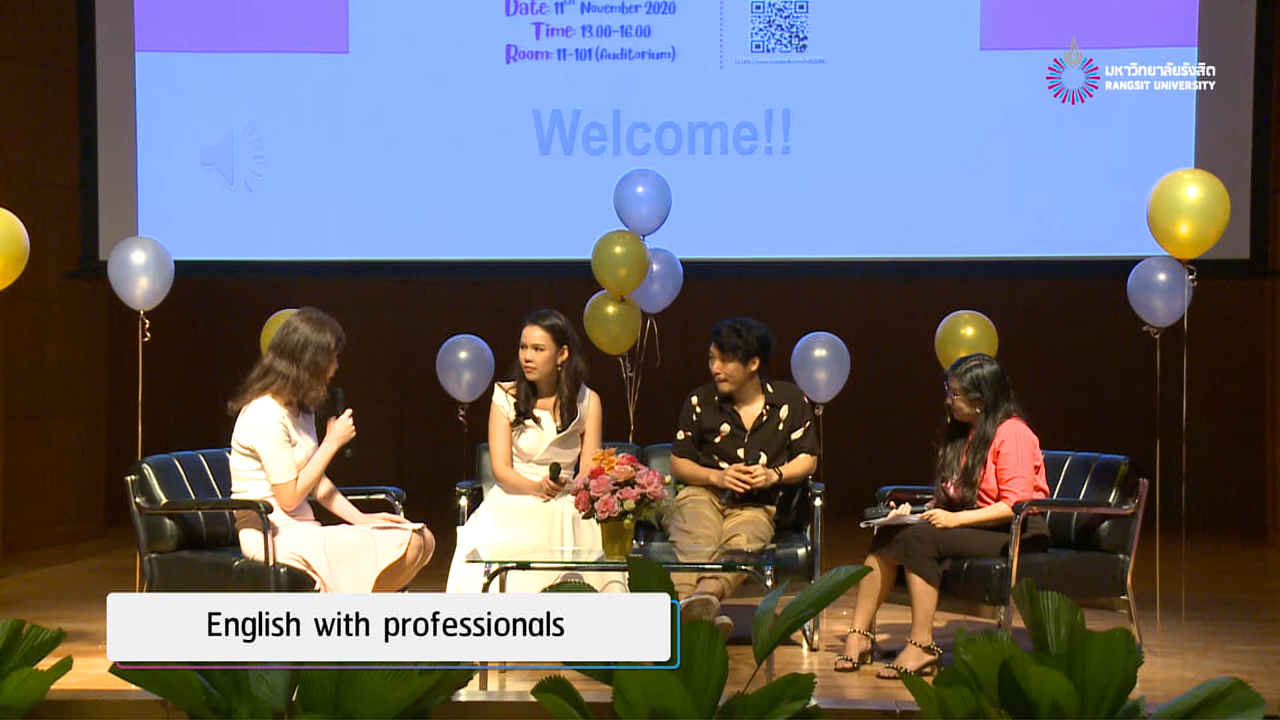 Date: 11th November 2020
Time: 13.00-16.00
Room: 11-101 (Auditorium)
Welcome!!
มหาวิทยาลัยรังสิต
RANGSIT UNIVERSITY
English with professionals